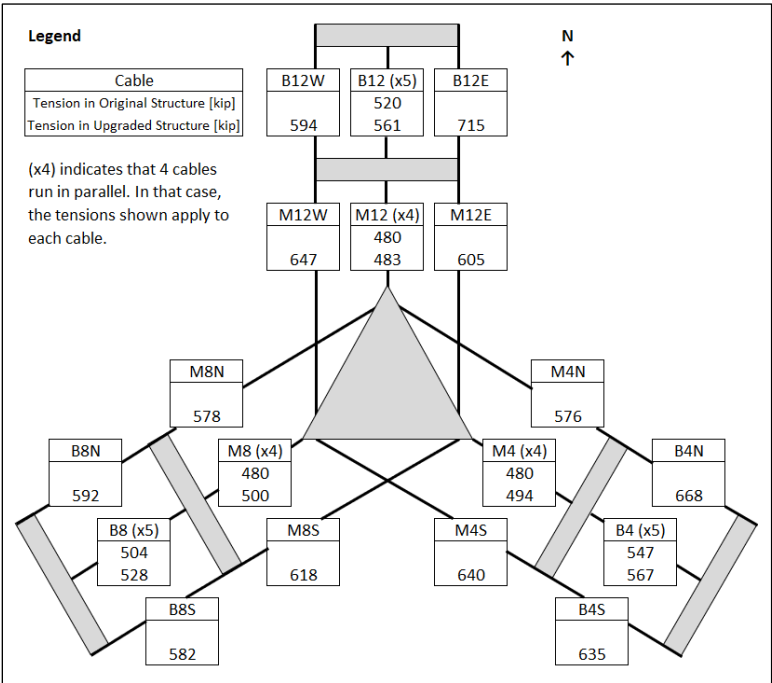 Legend
N
↑
Cable
Tension in Original Structure [kip]
Tension in Upgraded Structure [kip]
(x4) indicates that 4 cables
run in parallel. In that case,
the tensions shown apply to
each cable.
B12W
594
B12 (x5)
520
561
B12E
715
M12W
647
M12 (x4)
480
483
M12E
605
M8N
578
M4N
576
B8N
592
M8 (x4)
480
500
M4 (x4)
480
494
B4N
668
B8 (x5)
504
528
M8S
618
M4S
640
B4 (x5)
547
567
B8S
582
B4S
635